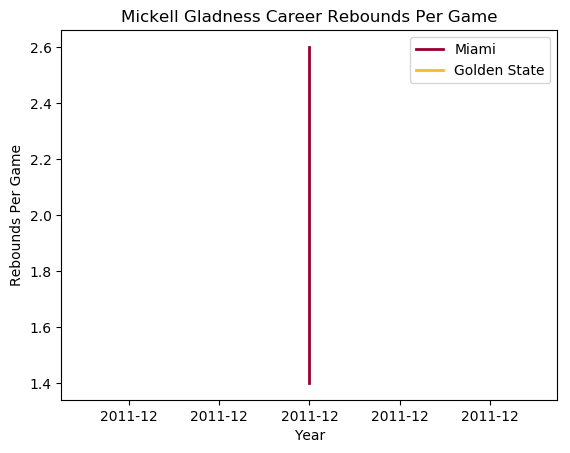 Mickell Gladness Career Rebounds Per Game
Miami
Golden State
2.6
2.4
2.2
2.0
1.8
1.6
1.4
Rebounds Per Game
2011-12 2011-12 2011-12 2011-12 2011-12
Year